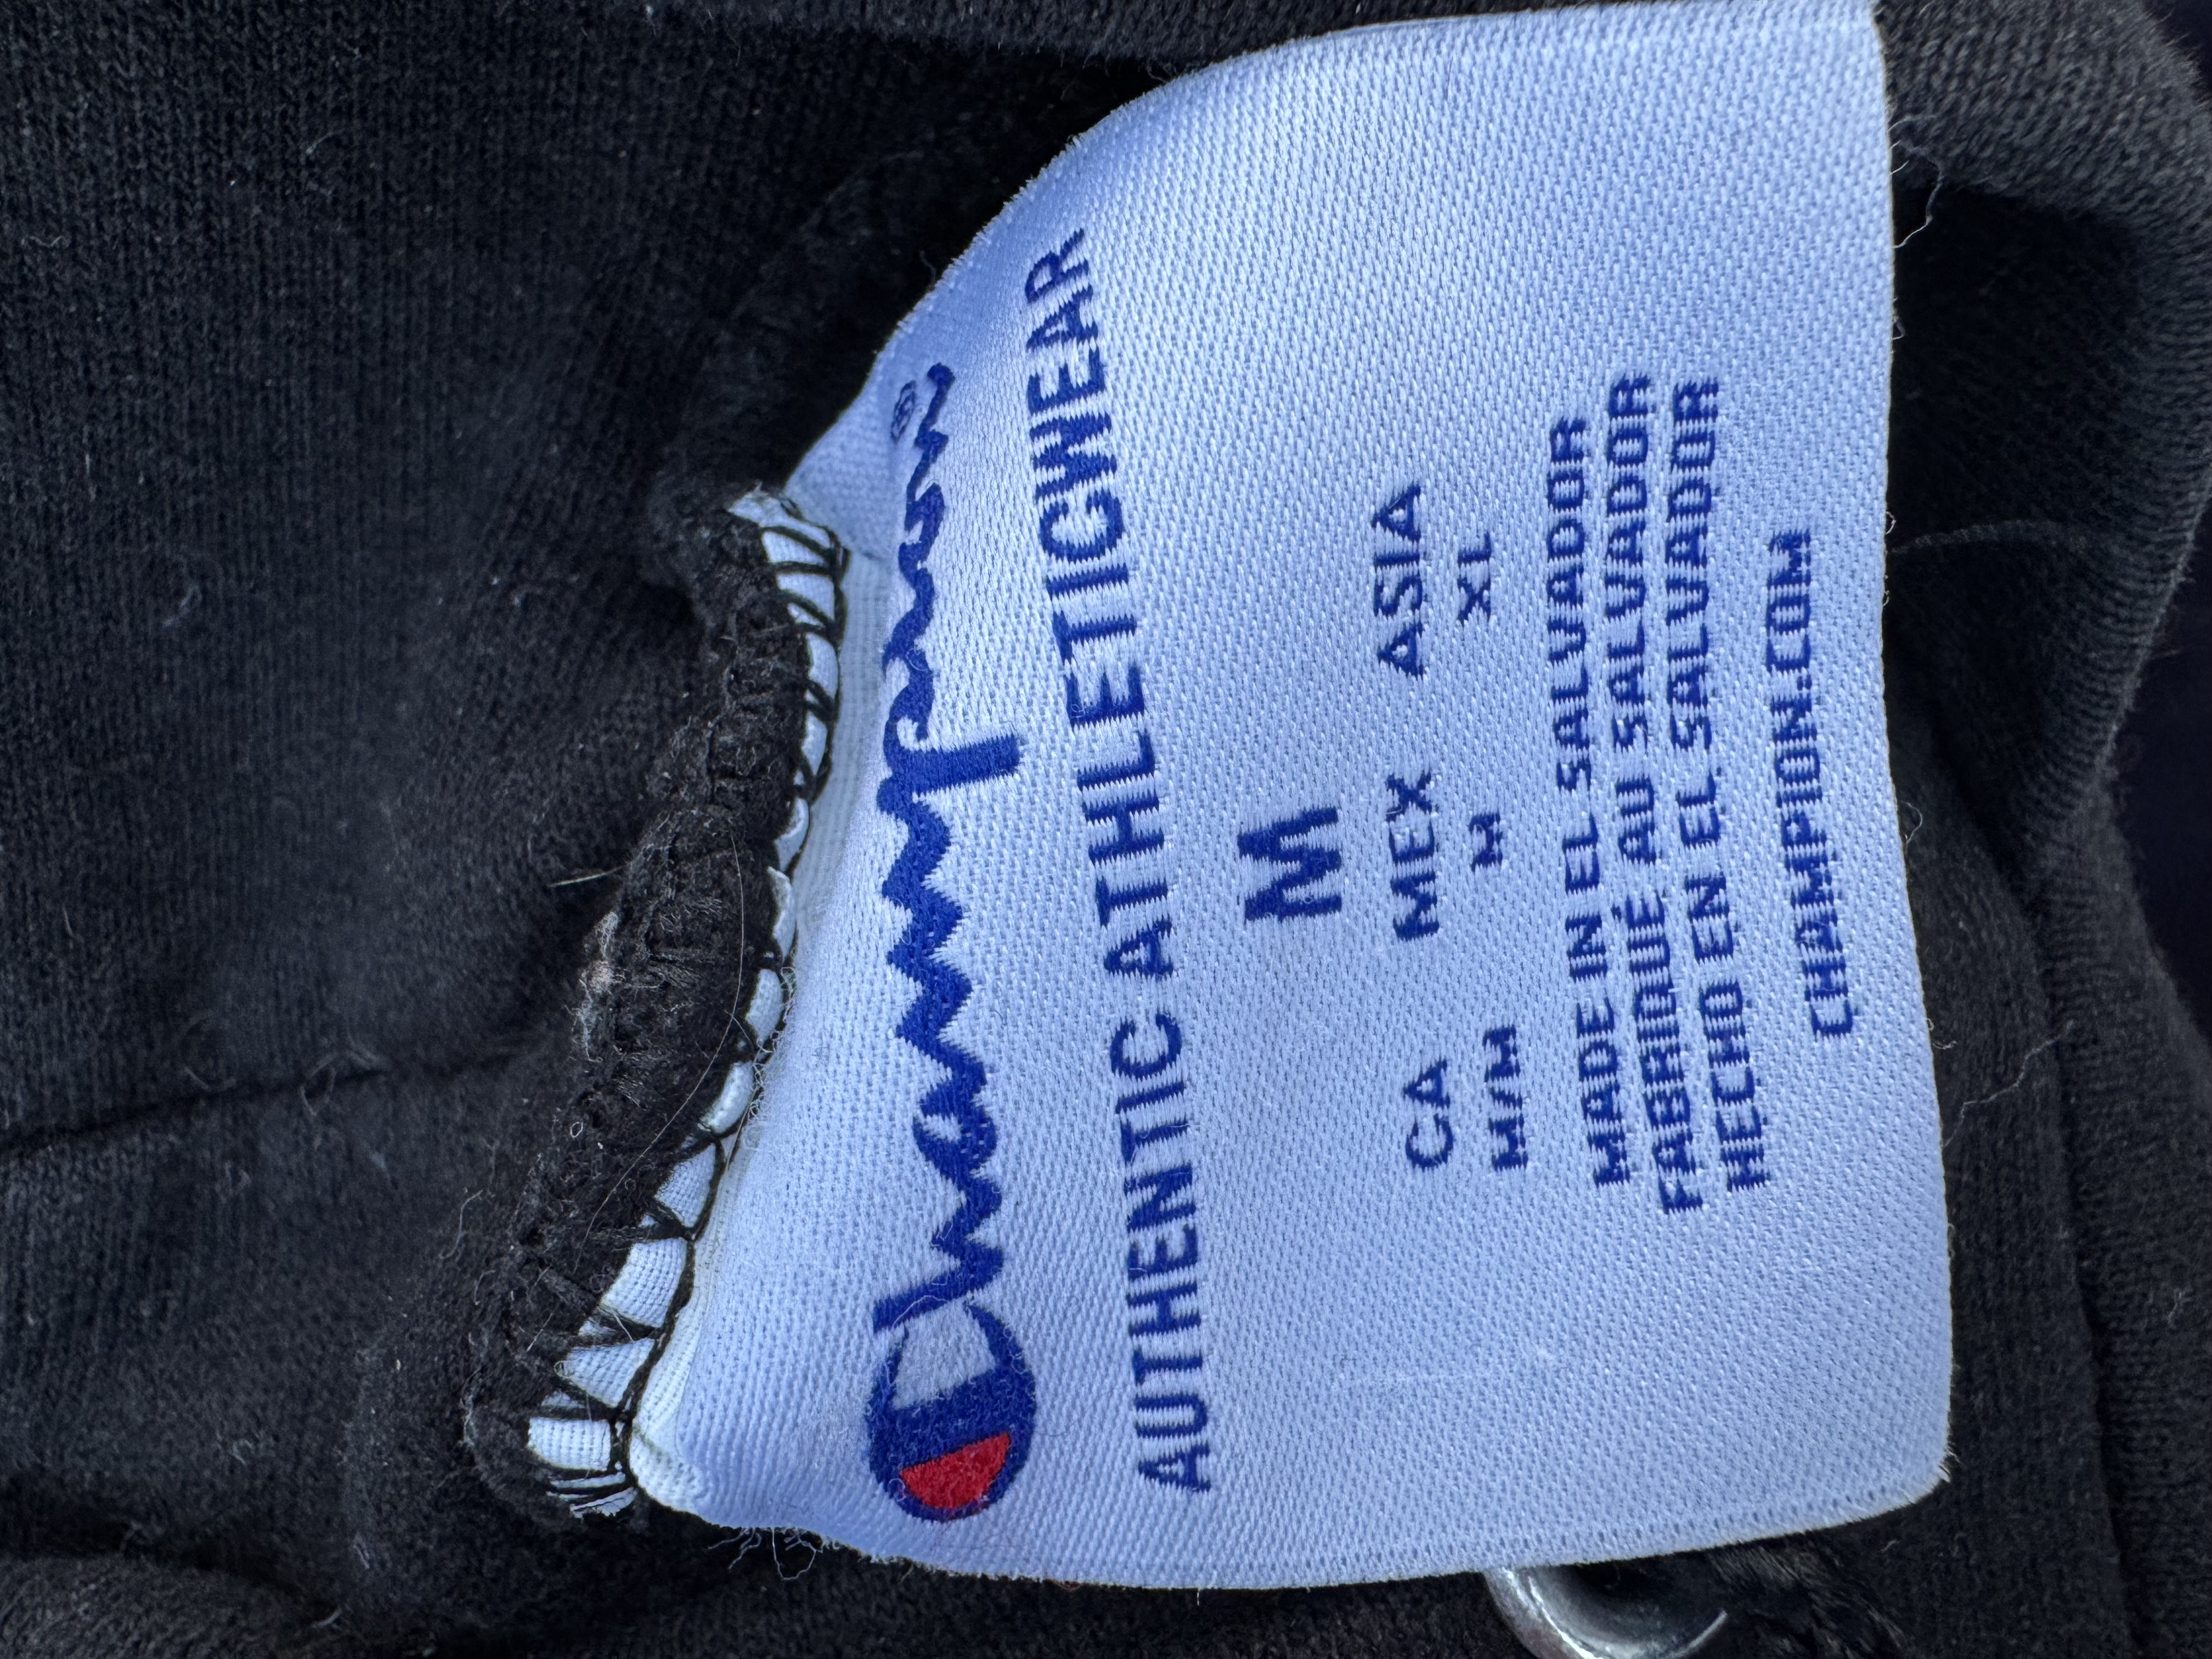 Champion®
AUTHENTIC ATHLETICWEAR
M
CA MEX ASIA
M/M M XL
MADE IN EL SALVADOR
FABRIQUÉ AU SALVADOR
HECHO EN EL SALVADOR
CHAMPION.COM